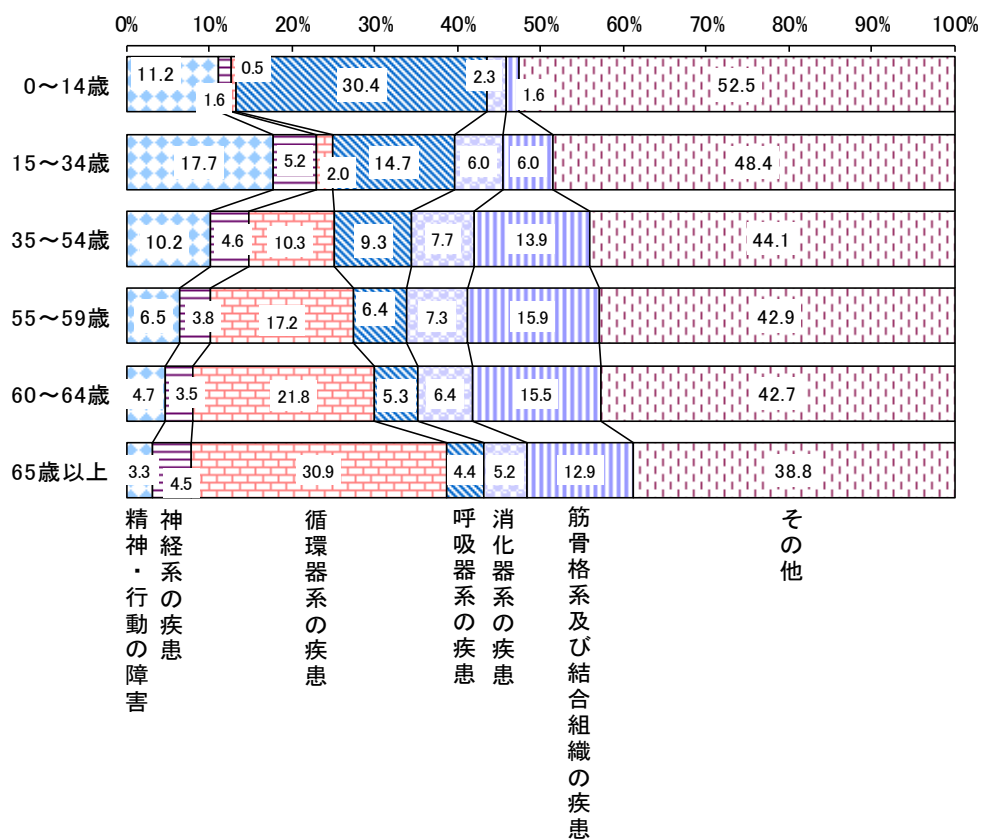 0% 10% 20% 30% 40% 50% 60% 70% 80% 90% 100%
0～14歳 11.2 1.6 0.5 30.4 2.3 1.6 52.5
15～34歳 17.7 5.2 2.0 14.7 6.0 6.0 48.4
35～54歳 10.2 4.6 10.3 9.3 7.7 13.9 44.1
55～59歳 6.5 3.8 17.2 6.4 7.3 15.9 42.9
60～64歳 4.7 3.5 21.8 5.3 6.4 15.5 42.7
65歳以上 3.3 4.5 30.9 4.4 5.2 12.9 38.8
精神・行動の障害
神経系の疾患
循環器系の疾患
呼吸器系の疾患
消化器系の疾患
筋骨格系及び結合組織の疾患
その他